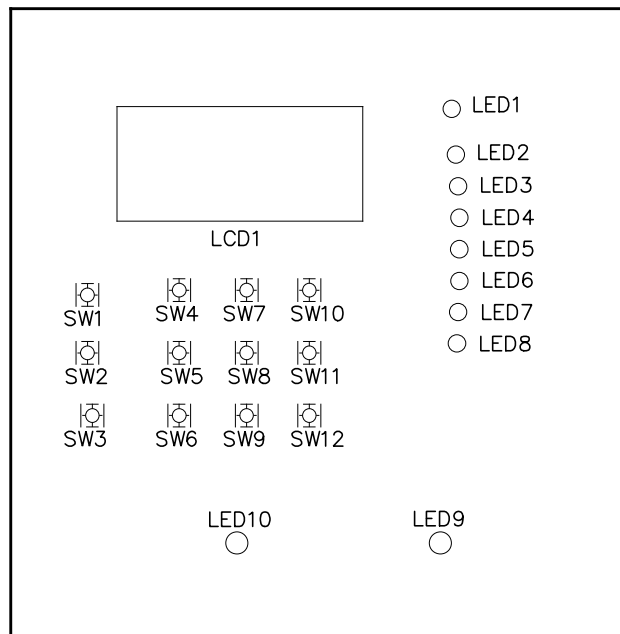 LED1
LED2
LED3
LED4
LED5
LED6
LED7
LED8
LCD1
SW1 SW4 SW7 SW10
SW2 SW5 SW8 SW11
SW3 SW6 SW9 SW12
LED10 LED9